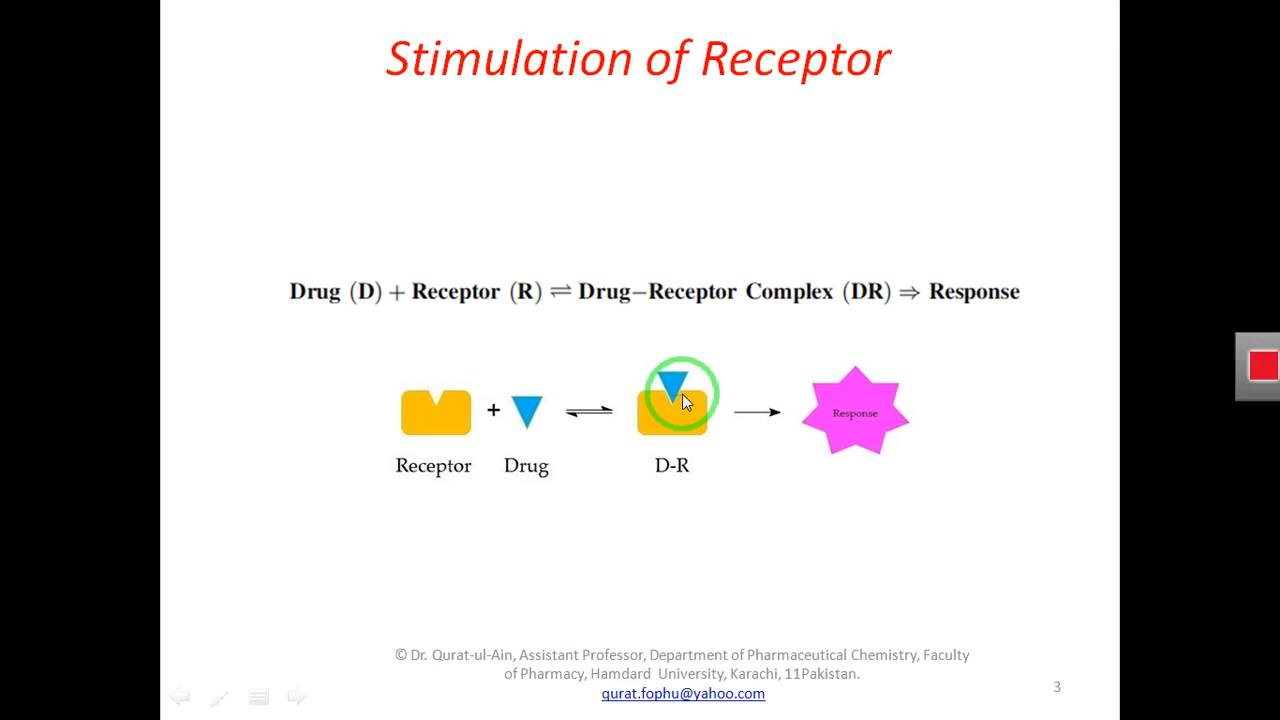 Stimulation of Receptor
Drug (D) + Receptor (R) ⇌ Drug–Receptor Complex (DR) ⇒ Response
+
Response
Receptor Drug D-R
© Dr. Qurat-ul-Ain, Assistant Professor, Department of Pharmaceutical Chemistry, Faculty
of Pharmacy, Hamdard University, Karachi, 11Pakistan.
qurat.fophu@yahoo.com
3